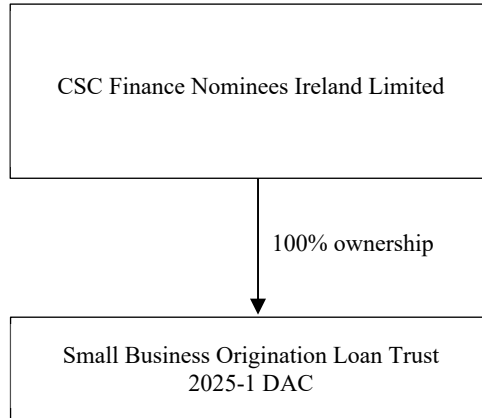 CSC Finance Nominees Ireland Limited
100% ownership
Small Business Origination Loan Trust
2025-1 DAC